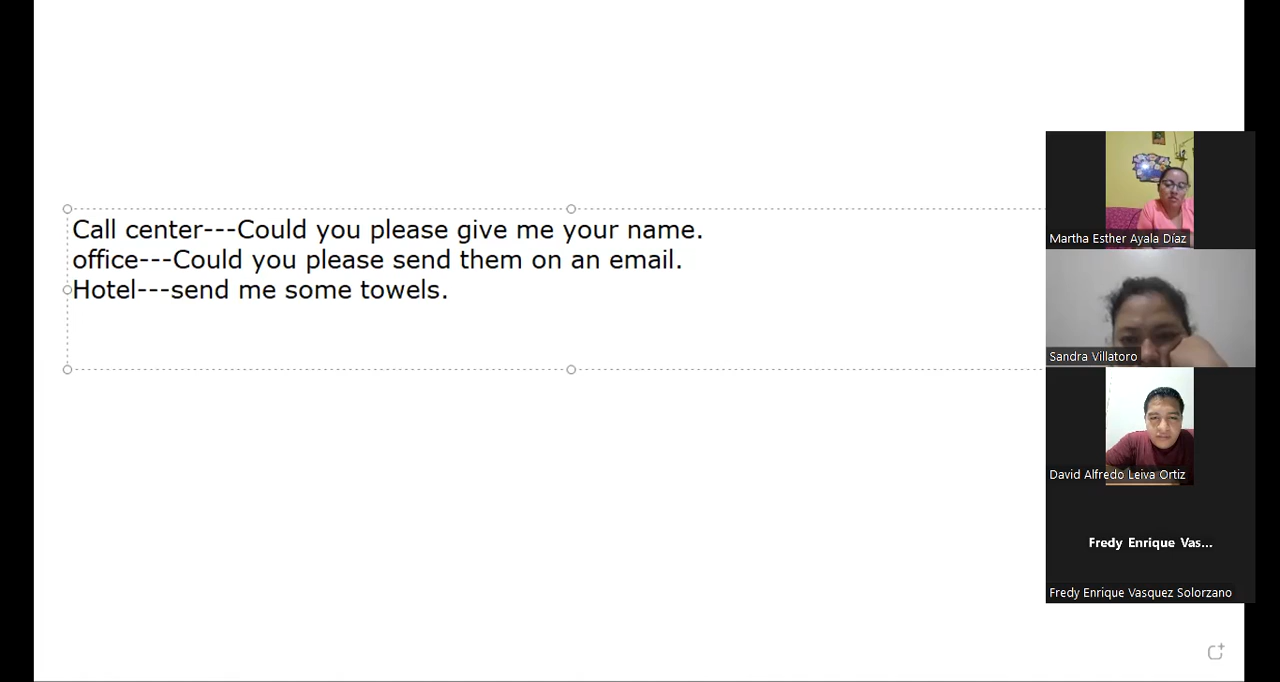 Call center---Could you please give me your name.
office---Could you please send them on an email.
Hotel---send me some towels.
Martha Esther Ayala Díaz
Sandra Villatoro
David Alfredo Leiva Ortiz
Fredy Enrique Vas...
Fredy Enrique Vasquez Solorzano